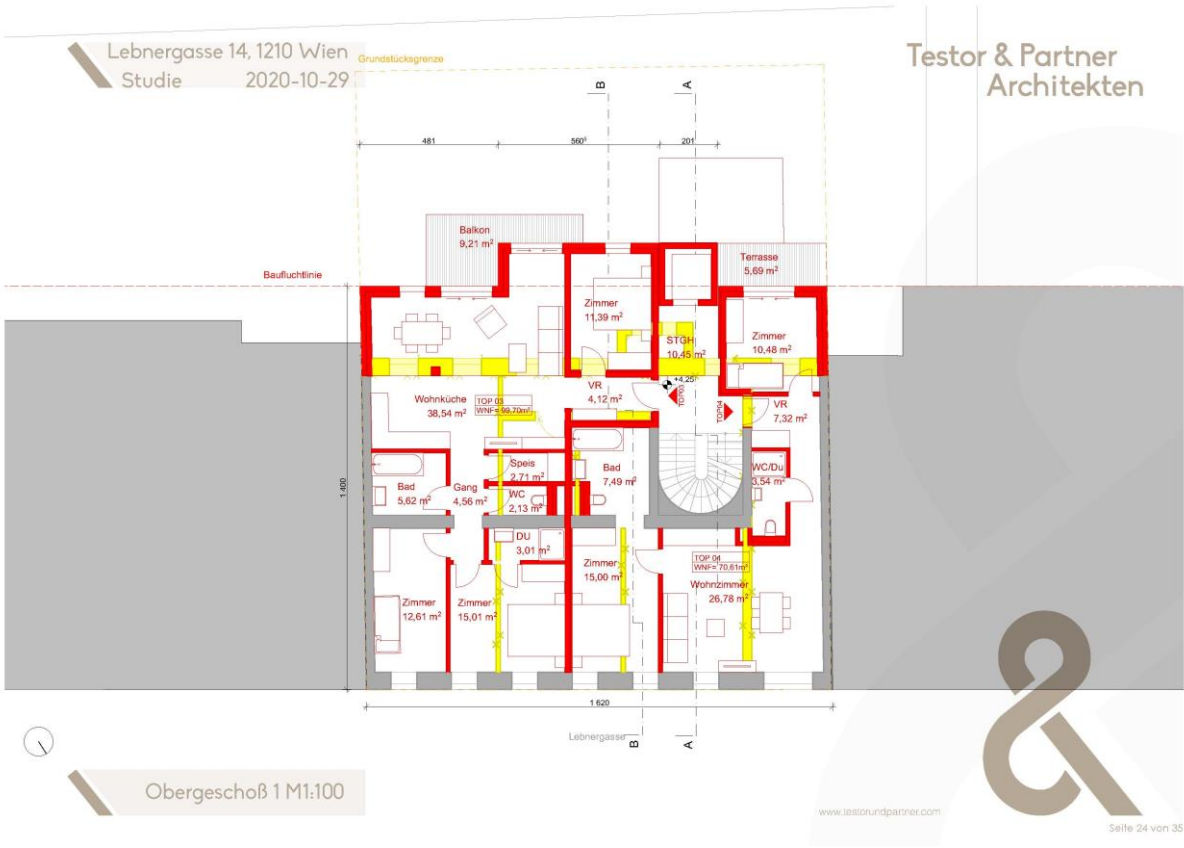 Lebnergasse 14, 1210 Wien
Studie 2020-10-29
Grundstücksgrenze
Testor & Partner
Architekten
B
A
481
560⁵
201
Balkon
9,21 m²
Terrasse
5,69 m²
Baufluchtlinie
Zimmer
11,39 m²
STGH
10,45 m²
Zimmer
10,48 m²
+4,25
VR
4,12 m²
TOP03
TOP04
VR
7,32 m²
Wohnküche
38,54 m²
TOP 03
WNF= 99,70m²
1 400
Bad
5,62 m²
Gang
4,56 m²
Speis
2,71 m²
WC
2,13 m²
Bad
7,49 m²
WC/Du
3,54 m²
DU
3,01 m²
Zimmer
15,00 m²
TOP 04
WNF= 70,61m²
Wohnzimmer
26,78 m²
Zimmer
12,61 m²
Zimmer
15,01 m²
1 620
Lebnergasse
B
A
Obergeschoß 1 M1:100
&
www.testorundpartner.com
Seite 24 von 35